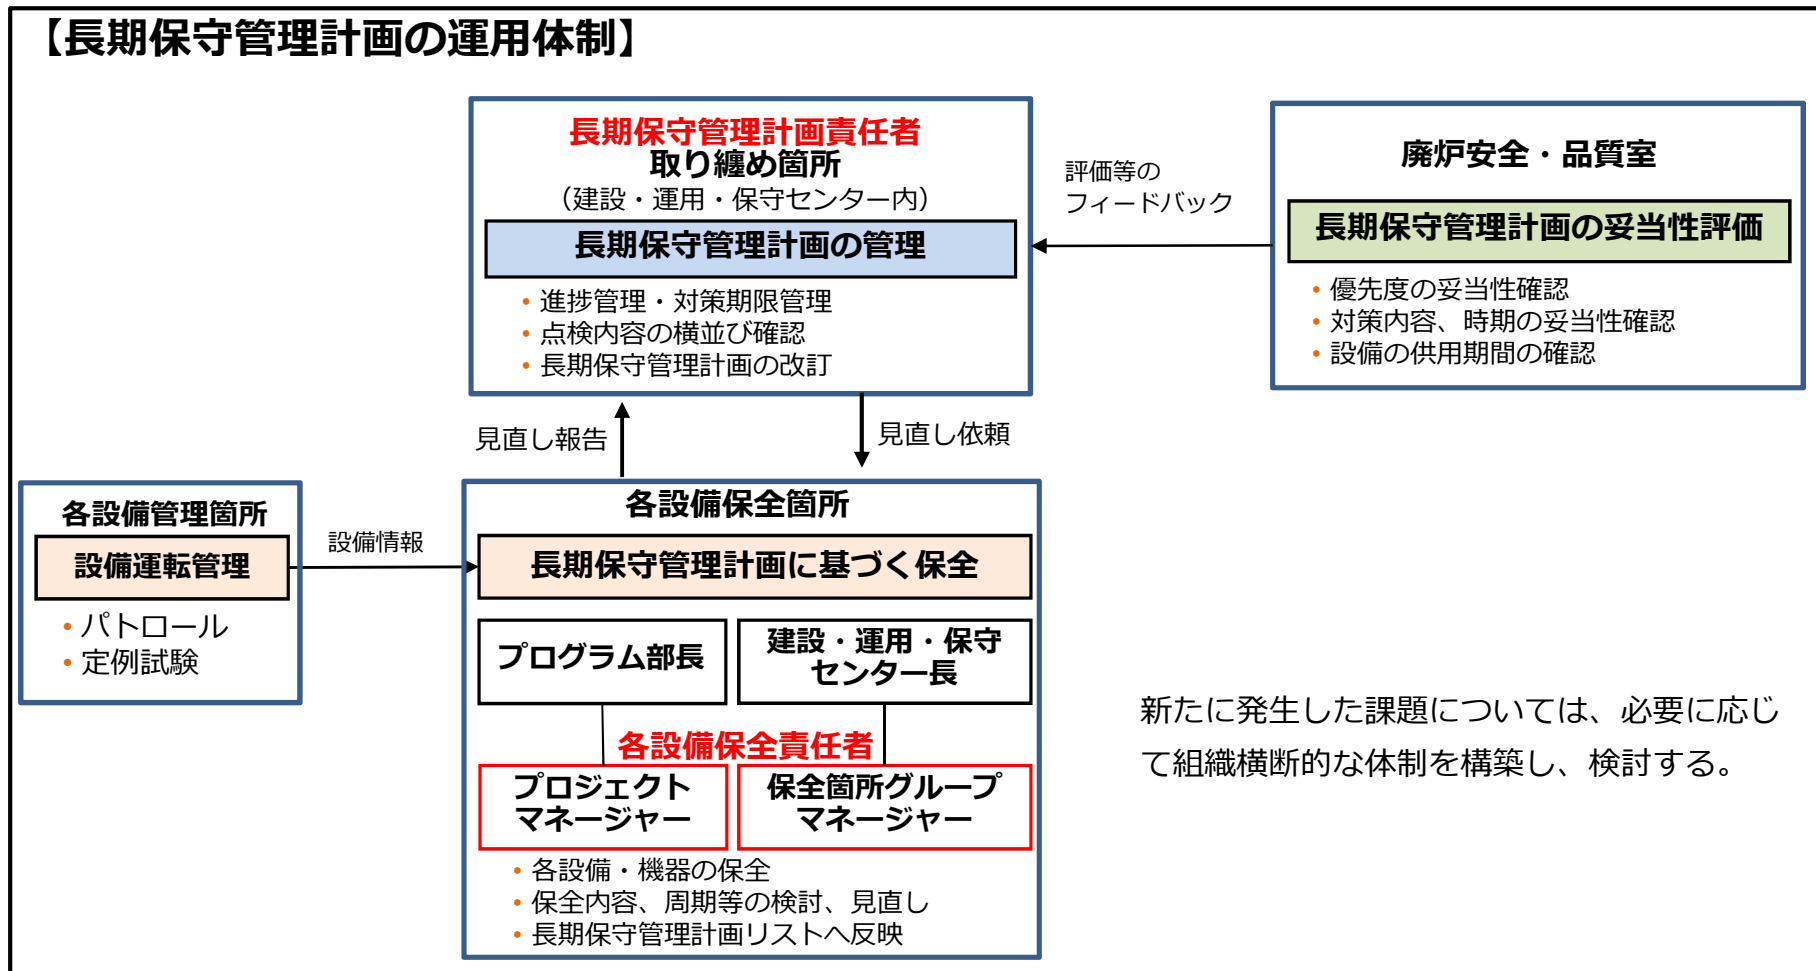 【長期保守管理計画の運用体制】
長期保守管理計画責任者
取り纏め箇所
（建設・運用・保守センター内）
長期保守管理計画の管理
• 進捗管理・対策期限管理
• 点検内容の横並び確認
• 長期保守管理計画の改訂
評価等の
フィードバック
廃炉安全・品質室
長期保守管理計画の妥当性評価
• 優先度の妥当性確認
• 対策内容、時期の妥当性確認
• 設備の供用期間の確認
見直し報告
見直し依頼
各設備管理箇所
設備運転管理
• パトロール
• 定例試験
設備情報
各設備保全箇所
長期保守管理計画に基づく保全
プログラム部長
建設・運用・保守
センター長
各設備保全責任者
プロジェクト
マネージャー
保全箇所グループ
マネージャー
• 各設備・機器の保全
• 保全内容、周期等の検討、見直し
• 長期保守管理計画リストへ反映
新たに発生した課題については、必要に応じ
て組織横断的な体制を構築し、検討する。